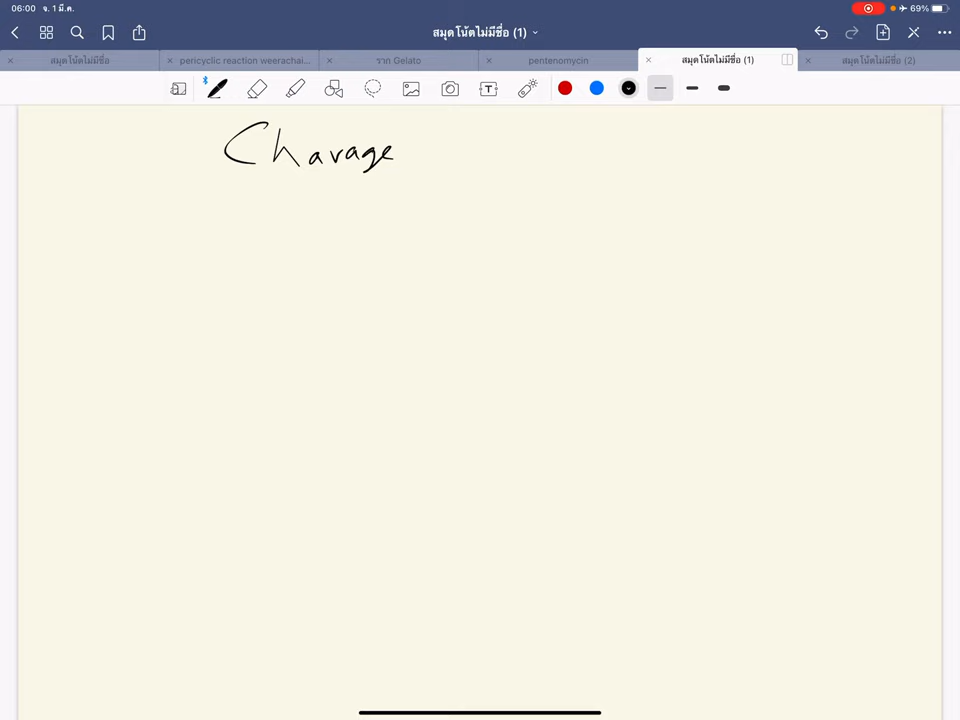 06:00 จ. 1 มี.ค. 69%
สมุดโน้ตไม่มีชื่อ (1)
สมุดโน้ตไม่มีชื่อ pericyclic reaction weerachai... ราก Gelato pentenomycin สมุดโน้ตไม่มีชื่อ (1) สมุดโน้ตไม่มีชื่อ (2)
T
Charage